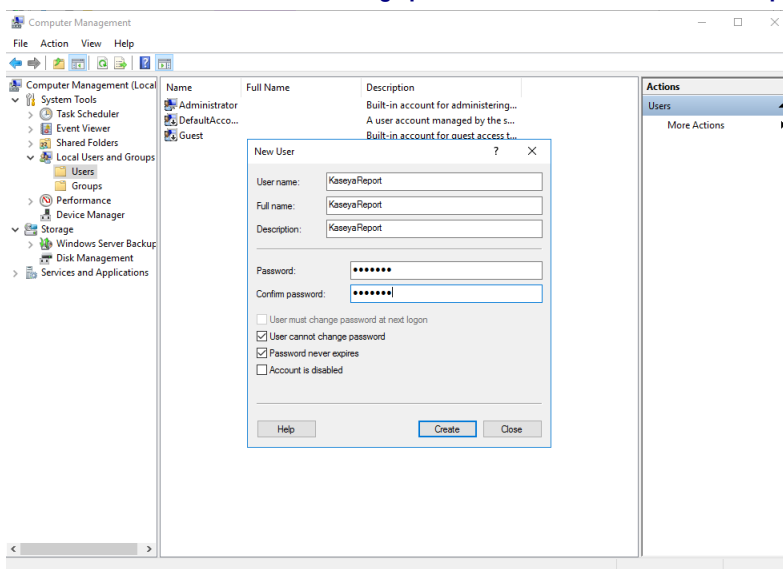 Computer Management
File Action View Help
Computer Management (Local
System Tools
Task Scheduler
Event Viewer
Shared Folders
Local Users and Groups
Users
Groups
Performance
Device Manager
Storage
Windows Server Backup
Disk Management
Services and Applications
Name Full Name Description
Administrator Built-in account for administering...
DefaultAcco... A user account managed by the s...
Guest Built-in account for guest access t...
Actions
Users
More Actions
New User ?
User name: KaseyaReport
Full name: KaseyaReport
Description: KaseyaReport
Password: •••••••
Confirm password: •••••••
User must change password at next logon
User cannot change password
Password never expires
Account is disabled
Help Create Close